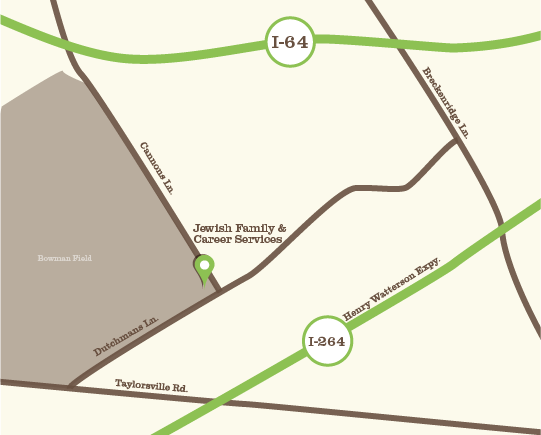 I-64
Breckenridge Ln.
Cannons Ln.
Jewish Family &
Career Services
Bowman Field
Henry Watterson Expy.
Dutchmans Ln.
I-264
Taylorsville Rd.